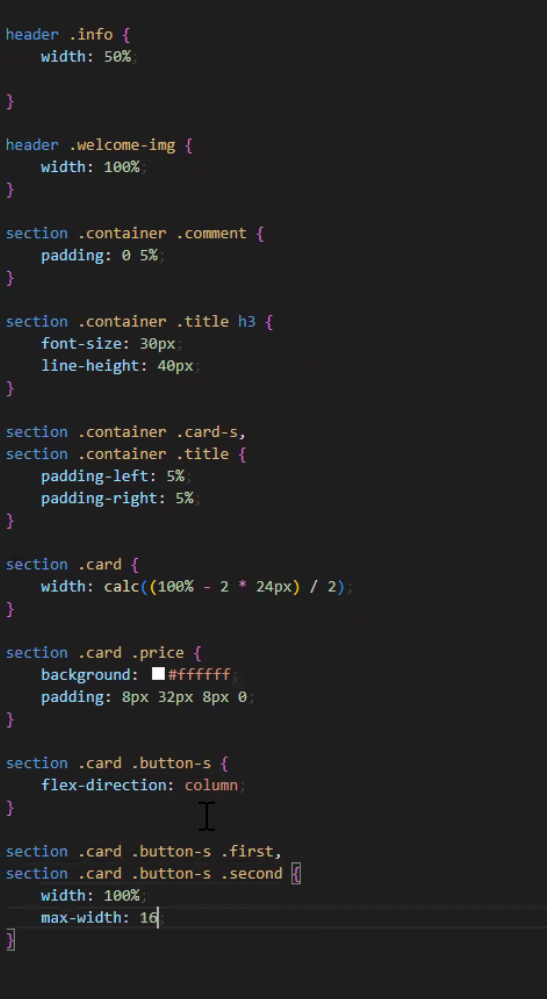 header .info {
    width: 50%;

}

header .welcome-img {
    width: 100%;
}

section .container .comment {
    padding: 0 5%;
}

section .container .title h3 {
    font-size: 30px;
    line-height: 40px;
}

section .container .card-s,
section .container .title {
    padding-left: 5%;
    padding-right: 5%;
}

section .card {
    width: calc((100% - 2 * 24px) / 2);
}

section .card .price {
    background: #ffffff;
    padding: 8px 32px 8px 0;
}

section .card .button-s {
    flex-direction: column;
}

section .card .button-s .first,
section .card .button-s .second {
    width: 100%;
    max-width: 16;
}